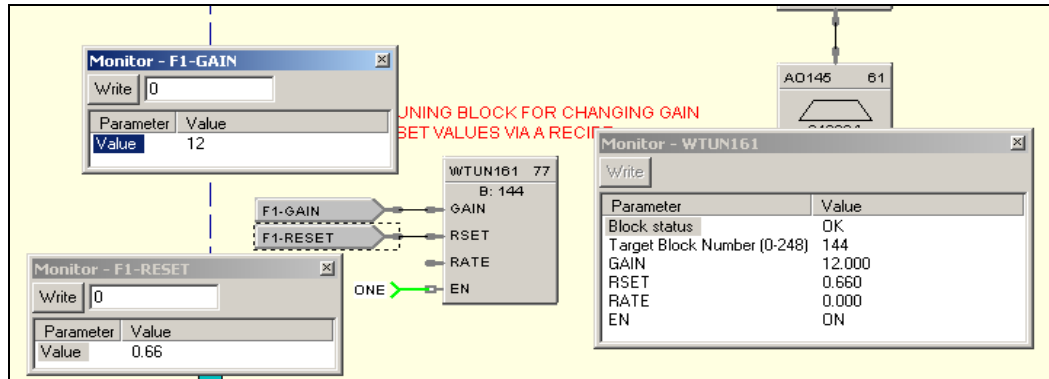 Monitor - F1-GAIN
Write 0
Parameter Value
Value 12
UNING BLOCK FOR CHANGING GAIN
SET VALUES VIA A
AO145 61
Monitor - WTUN161
Write
Parameter Value
Block status OK
Target Block Number (0-248) 144
GAIN 12.000
RSET 0.660
RATE 0.000
EN ON
WTUN161 77
B: 144
F1-GAIN GAIN
F1-RESET RSET
RATE
ONE EN
Monitor - F1-RESET
Write 0
Parameter Value
Value 0.66